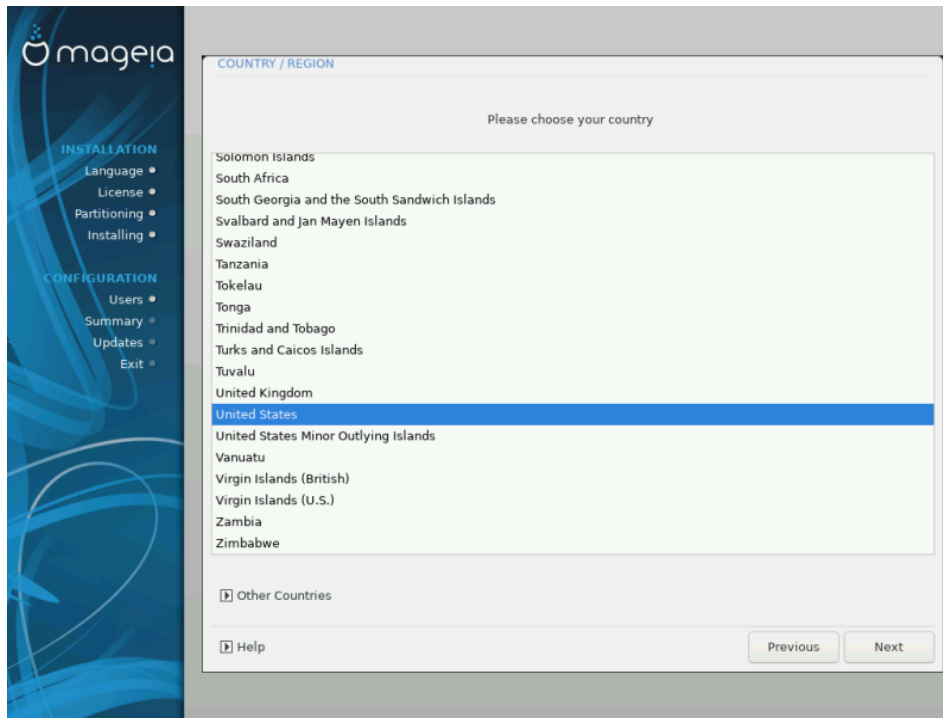 mageia
INSTALLATION
Language
License
Partitioning
Installing
CONFIGURATION
Users
Summary
Updates
Exit
COUNTRY / REGION
Please choose your country
Solomon Islands
South Africa
South Georgia and the South Sandwich Islands
Svalbard and Jan Mayen Islands
Swaziland
Tanzania
Tokelau
Tonga
Trinidad and Tobago
Turks and Caicos Islands
Tuvalu
United Kingdom
United States
United States Minor Outlying Islands
Vanuatu
Virgin Islands (British)
Virgin Islands (U.S.)
Zambia
Zimbabwe
Other Countries
Help
Previous
Next